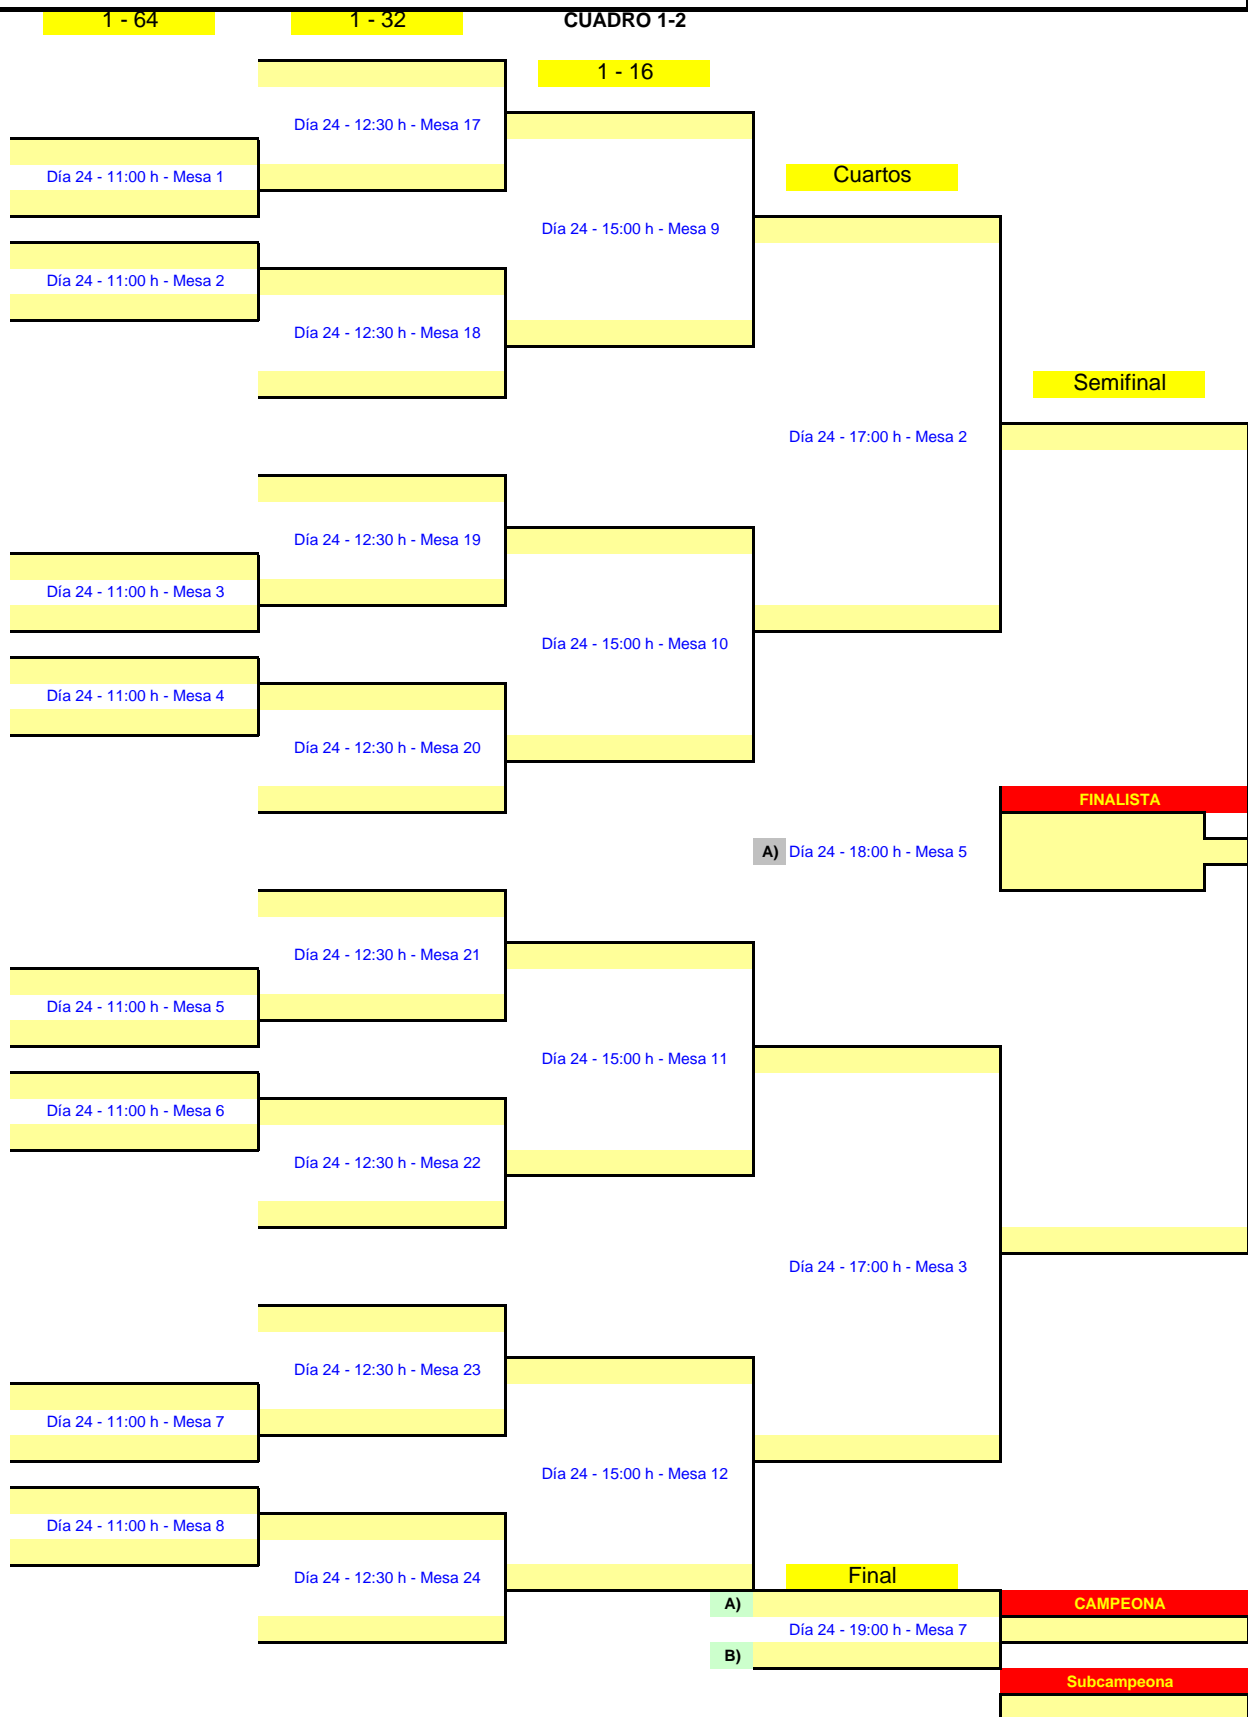 1 - 64
1 - 32
CUADRO 1-2
1 - 16
Día 24 - 12:30 h - Mesa 17
Día 24 - 11:00 h - Mesa 1
Cuartos
Día 24 - 15:00 h - Mesa 9
Día 24 - 11:00 h - Mesa 2
Día 24 - 12:30 h - Mesa 18
Semifinal
Día 24 - 17:00 h - Mesa 2
Día 24 - 12:30 h - Mesa 19
Día 24 - 11:00 h - Mesa 3
Día 24 - 15:00 h - Mesa 10
Día 24 - 11:00 h - Mesa 4
Día 24 - 12:30 h - Mesa 20
FINALISTA
A) Día 24 - 18:00 h - Mesa 5
Día 24 - 12:30 h - Mesa 21
Día 24 - 11:00 h - Mesa 5
Día 24 - 15:00 h - Mesa 11
Día 24 - 11:00 h - Mesa 6
Día 24 - 12:30 h - Mesa 22
Día 24 - 17:00 h - Mesa 3
Día 24 - 12:30 h - Mesa 23
Día 24 - 11:00 h - Mesa 7
Día 24 - 15:00 h - Mesa 12
Día 24 - 11:00 h - Mesa 8
Día 24 - 12:30 h - Mesa 24
Final
A)
CAMPEONA
Día 24 - 19:00 h - Mesa 7
B)
Subcampeona